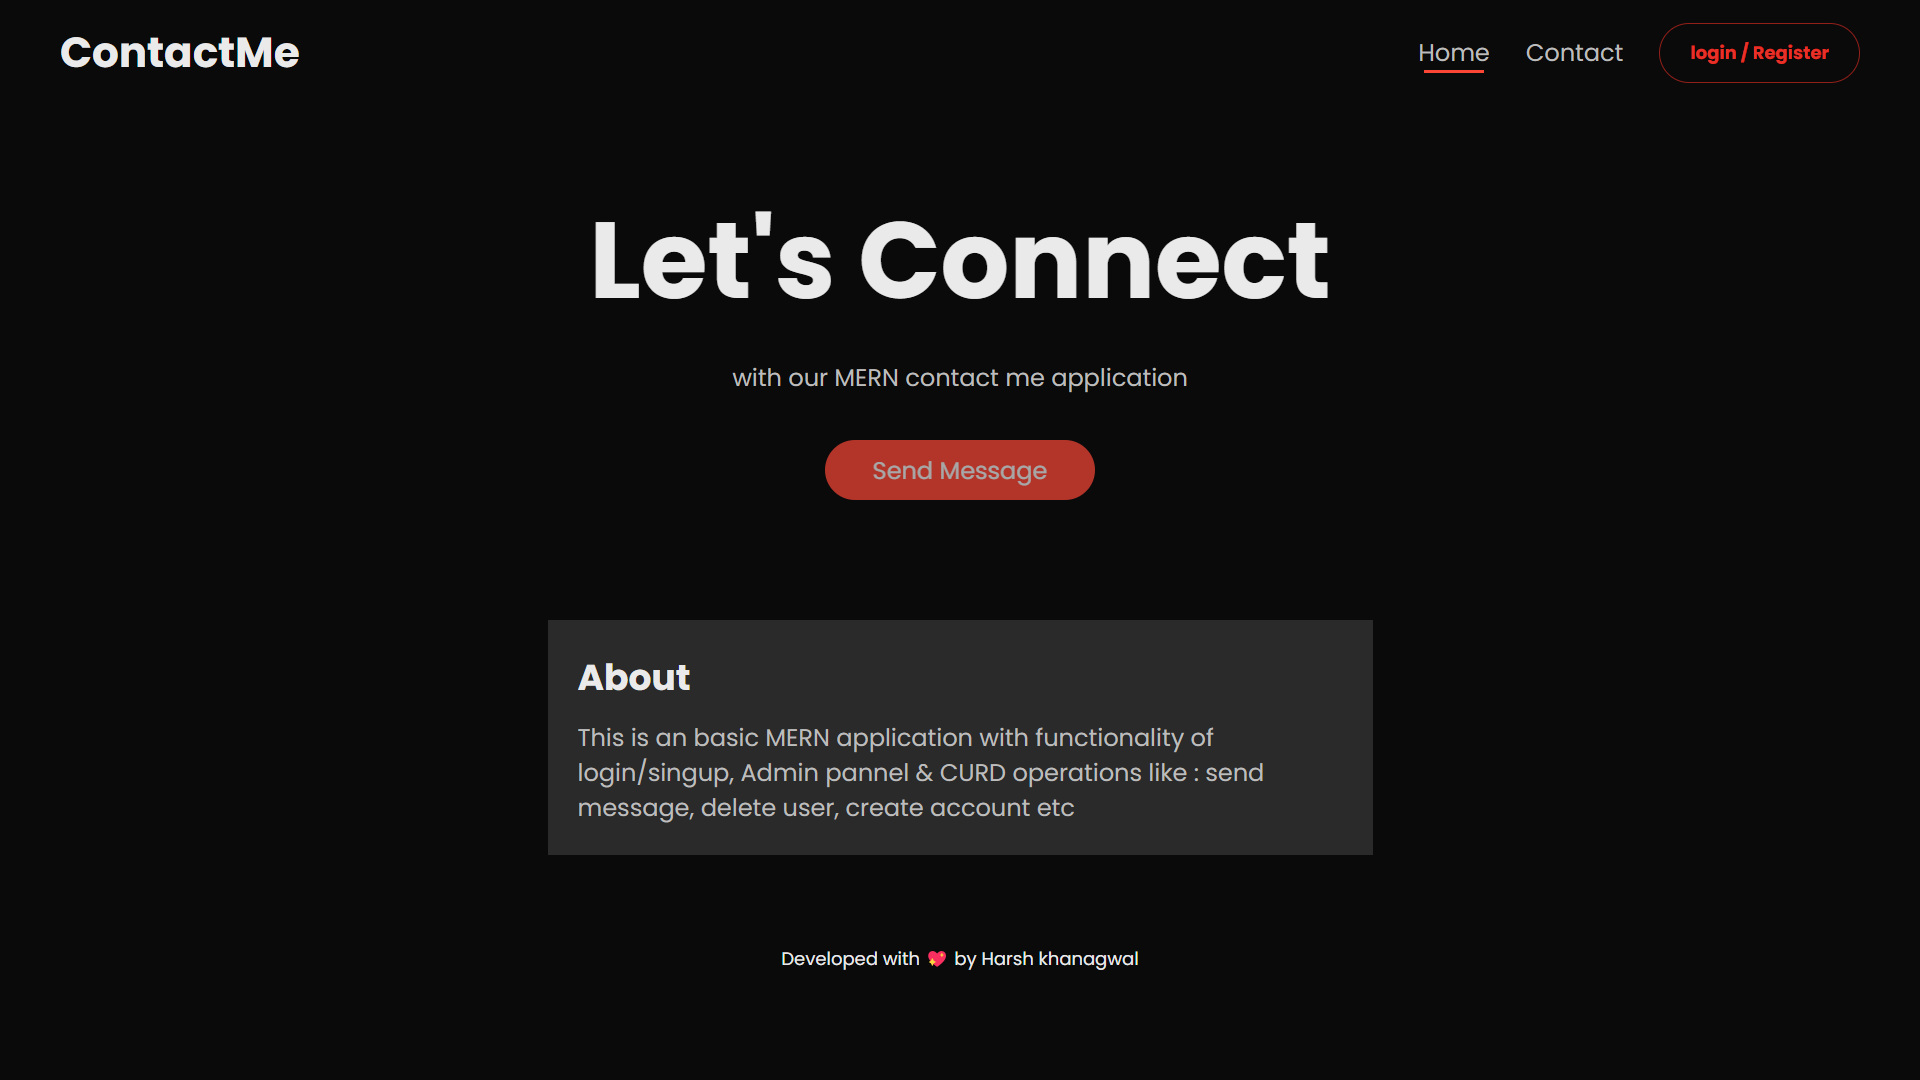 ContactMe
Home
Contact
login / Register
Let's Connect
with our MERN contact me application
Send Message
About
This is an basic MERN application with functionality of
login/singup, Admin pannel & CURD operations like : send
message, delete user, create account etc
Developed with 💖 by Harsh khanagwal